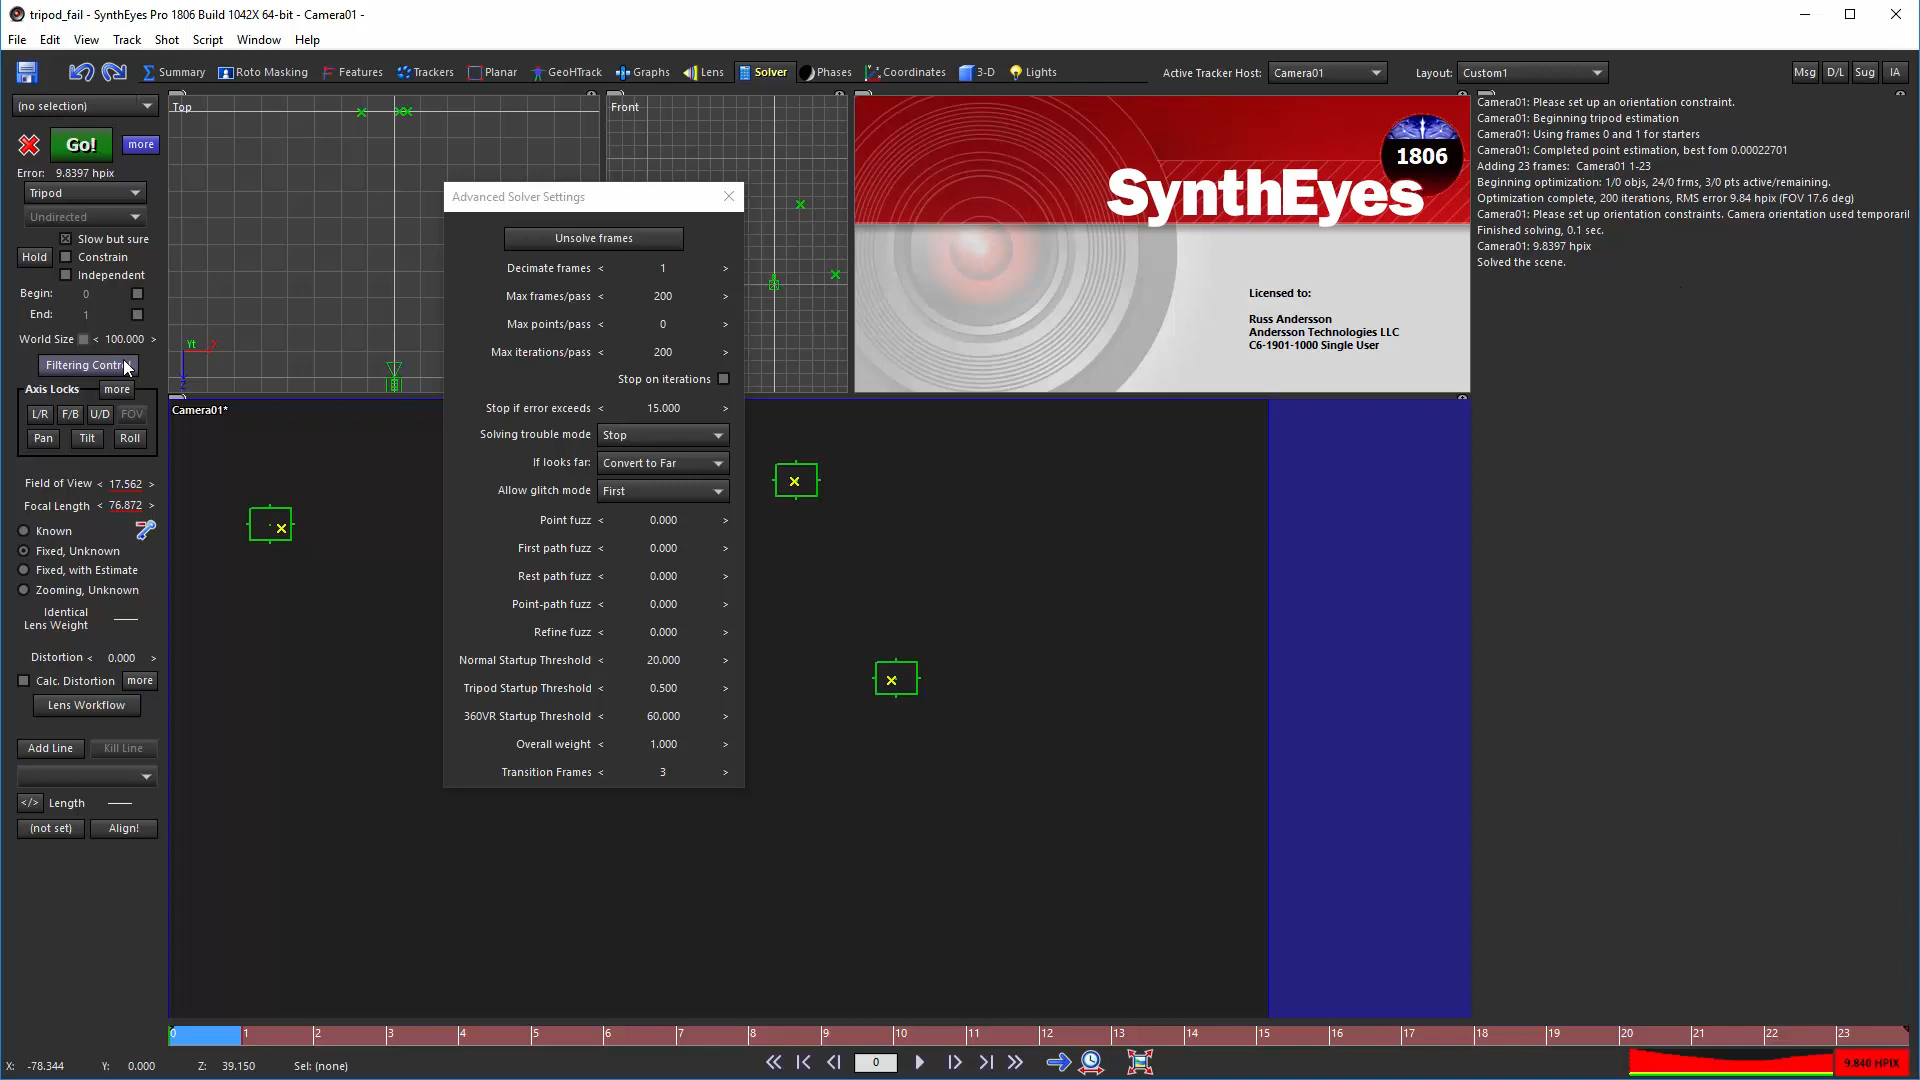 tripod_fail - SynthEyes Pro 1806 Build 1042X 64-bit - Camera01 -
File Edit View Track Shot Script Window Help
Summary Roto Masking Features Trackers Planar GeoHTrack Graphs Lens Solver Phases Coordinates 3-D Lights Active Tracker Host: Camera01 Layout: Custom1 Msg D/L Sug IA
(no selection)
Go! more
Error: 9.8397 hpix
Tripod
Undirected
Slow but sure
Hold Constrain
Independent
Begin: 0
End: 1
World Size < 100.000 >
Filtering Control
Axis Locks more
L/R F/B U/D FOV
Pan Tilt Roll
Field of View < 17.562 >
Focal Length < 76.872 >
Known
Fixed, Unknown
Fixed, with Estimate
Zooming, Unknown
Identical
Lens Weight
Distortion < 0.000 >
Calc. Distortion more
Lens Workflow
Add Line Kill Line
</> Length
(not set) Align!
Top
Yt X
Z
Front
Camera01*
Advanced Solver Settings
Unsolve frames
Decimate frames < 1 >
Max frames/pass < 200 >
Max points/pass < 0 >
Max iterations/pass < 200 >
Stop on iterations
Stop if error exceeds < 15.000 >
Solving trouble mode Stop
If looks far: Convert to Far
Allow glitch mode First
Point fuzz < 0.000 >
First path fuzz < 0.000 >
Rest path fuzz < 0.000 >
Point-path fuzz < 0.000 >
Refine fuzz < 0.000 >
Normal Startup Threshold < 20.000 >
Tripod Startup Threshold < 0.500 >
360VR Startup Threshold < 60.000 >
Overall weight < 1.000 >
Transition Frames < 3 >
1806
SynthEyes
Licensed to:
Russ Andersson
Andersson Technologies LLC
C6-1901-1000 Single User
Camera01: Please set up an orientation constraint.
Camera01: Beginning tripod estimation
Camera01: Using frames 0 and 1 for starters
Camera01: Completed point estimation, best fom 0.00022701
Adding 23 frames: Camera01 1-23
Beginning optimization: 1/0 objs, 24/0 frms, 3/0 pts active/remaining.
Optimization complete, 200 iterations, RMS error 9.84 hpix (FOV 17.6 deg)
Camera01: Please set up orientation constraints. Camera orientation used temporaril
Finished solving, 0.1 sec.
Camera01: 9.8397 hpix
Solved the scene.
0 1 2 3 4 5 6 7 8 9 10 11 12 13 14 15 16 17 18 19 20 21 22 23
X: -78.344 Y: 0.000 Z: 39.150 Sel: (none) 0 9.840 HPIX